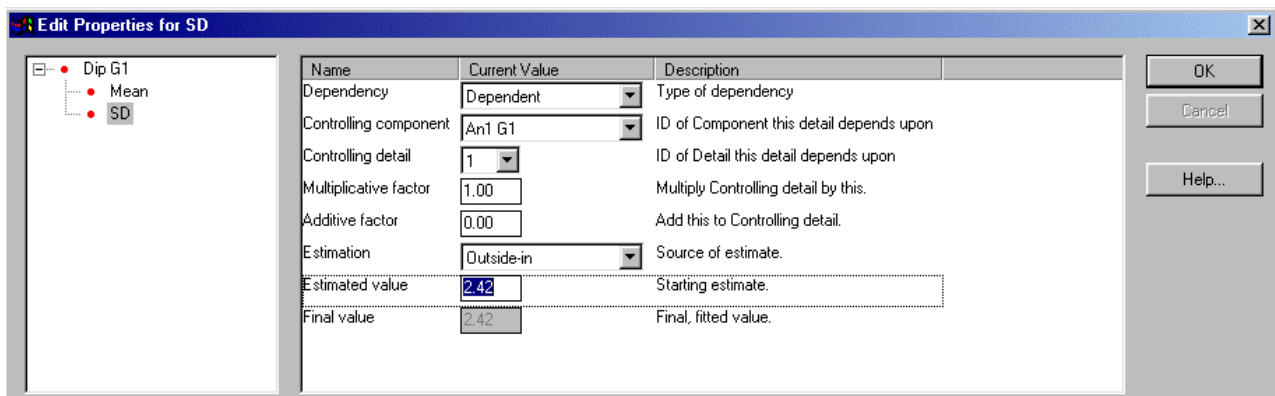 Edit Properties for SD
Dip G1
Mean
SD
Name Current Value Description
Dependency Dependent Type of dependency
Controlling component An1 G1 ID of Component this detail depends upon
Controlling detail 1 ID of Detail this detail depends upon
Multiplicative factor 1.00 Multiply Controlling detail by this.
Additive factor 0.00 Add this to Controlling detail.
Estimation Outside-in Source of estimate.
Estimated value 2.42 Starting estimate.
Final value 2.42 Final, fitted value.
OK
Cancel
Help...